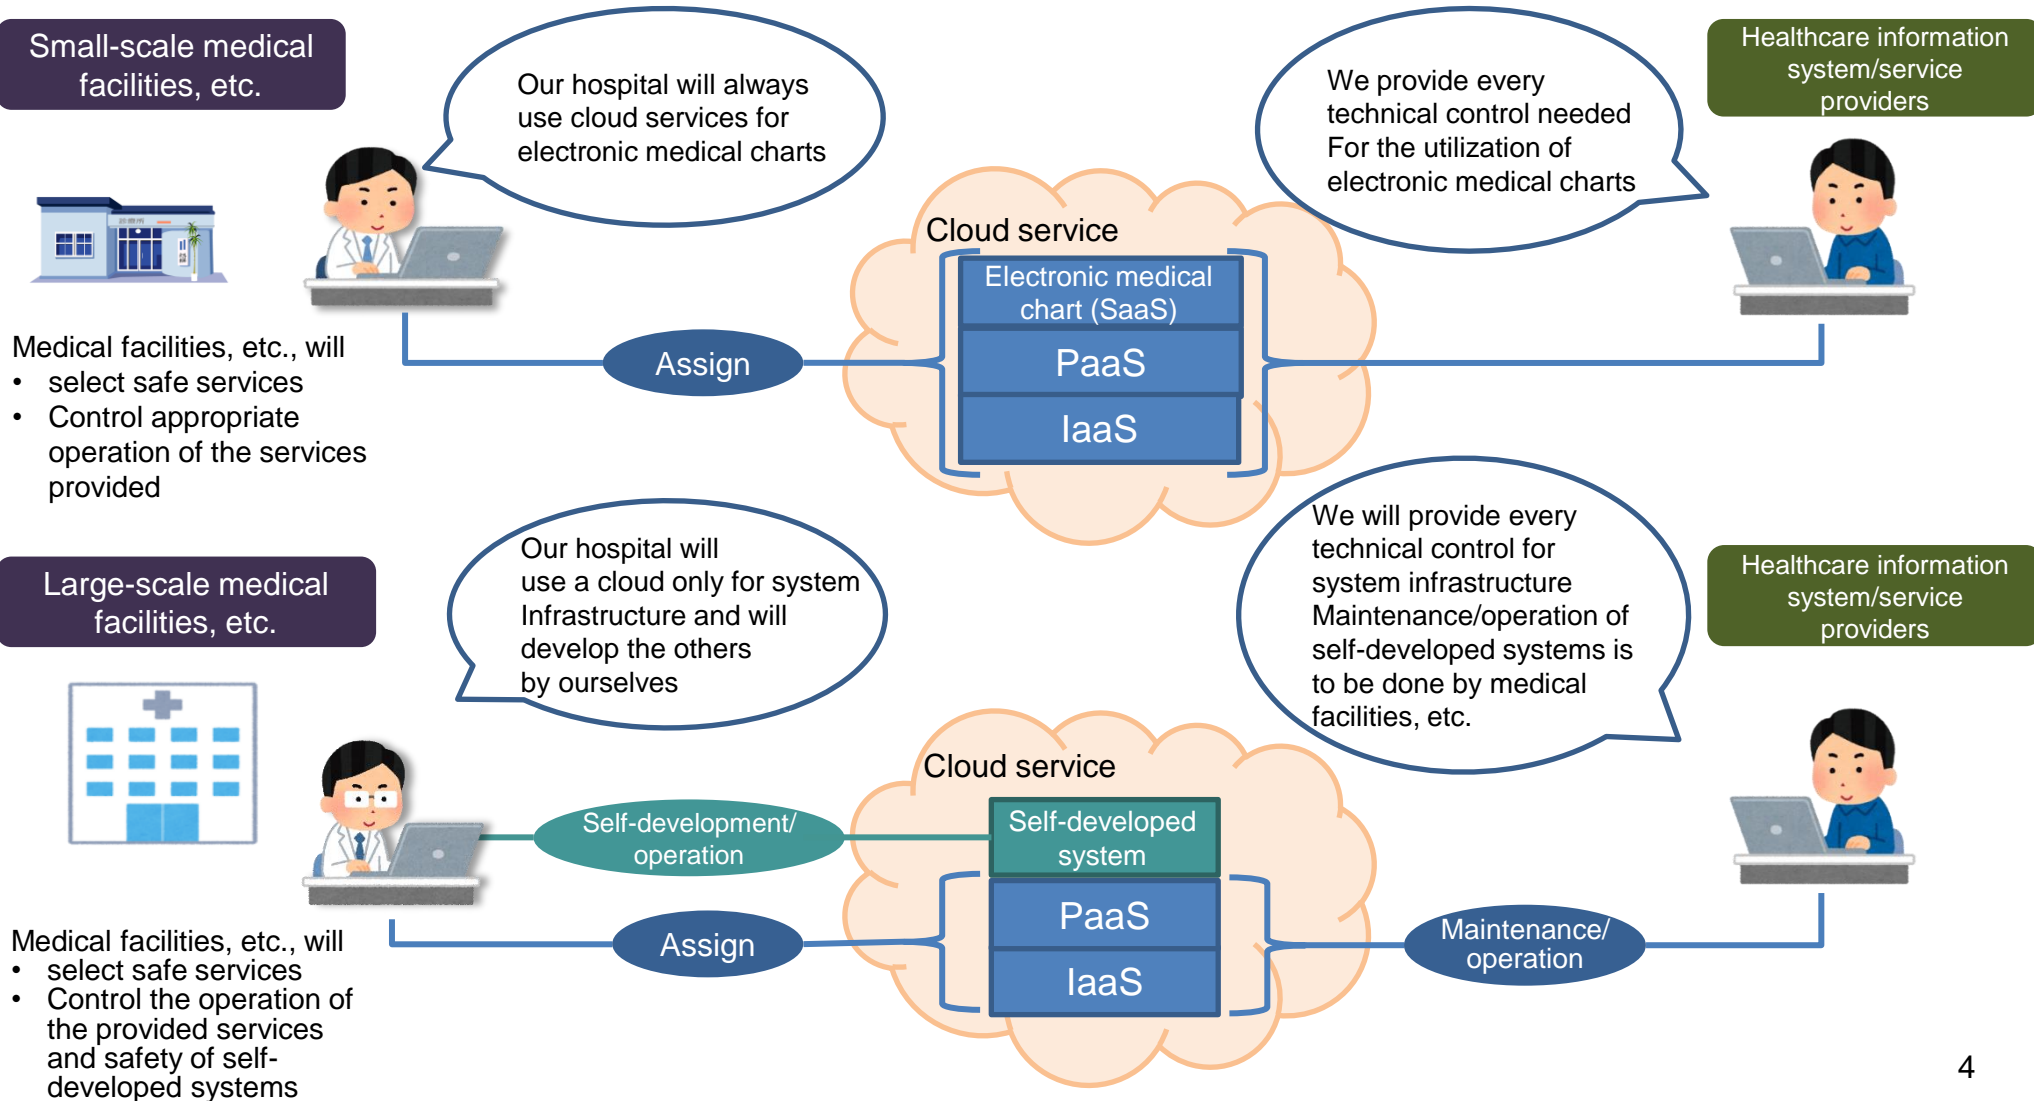 Small-scale medical
facilities, etc.
Our hospital will always
use cloud services for
electronic medical charts
We provide every
technical control needed
For the utilization of
electronic medical charts
Healthcare information
system/service
providers
Cloud service
Electronic medical
chart (SaaS)
PaaS
IaaS
Assign
Medical facilities, etc., will
• select safe services
• Control appropriate
operation of the services
provided
Large-scale medical
facilities, etc.
Our hospital will
use a cloud only for system
Infrastructure and will
develop the others
by ourselves
We will provide every
technical control for
system infrastructure
Maintenance/operation of
self-developed systems is
to be done by medical
facilities, etc.
Healthcare information
system/service
providers
Cloud service
Self-development/
operation
Self-developed
system
PaaS
IaaS
Assign
Maintenance/
operation
Medical facilities, etc., will
• select safe services
• Control the operation of
the provided services
and safety of self-
developed systems
4